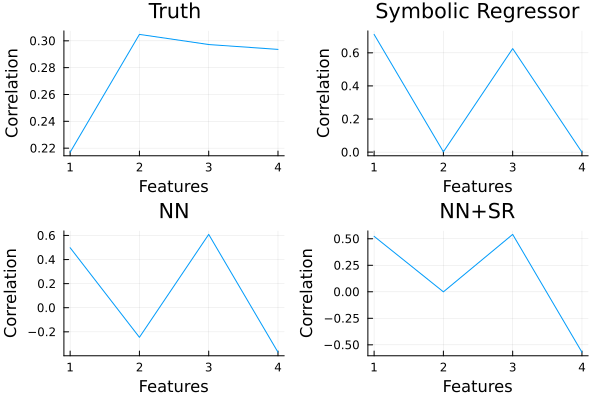 Truth
Correlation
0.30
0.28
0.26
0.24
0.22
1 2 3 4
Features
Symbolic Regressor
Correlation
0.6
0.4
0.2
0.0
1 2 3 4
Features
NN
Correlation
0.6
0.4
0.2
0.0
−0.2
1 2 3 4
Features
NN+SR
Correlation
0.50
0.25
0.00
−0.25
−0.50
1 2 3 4
Features